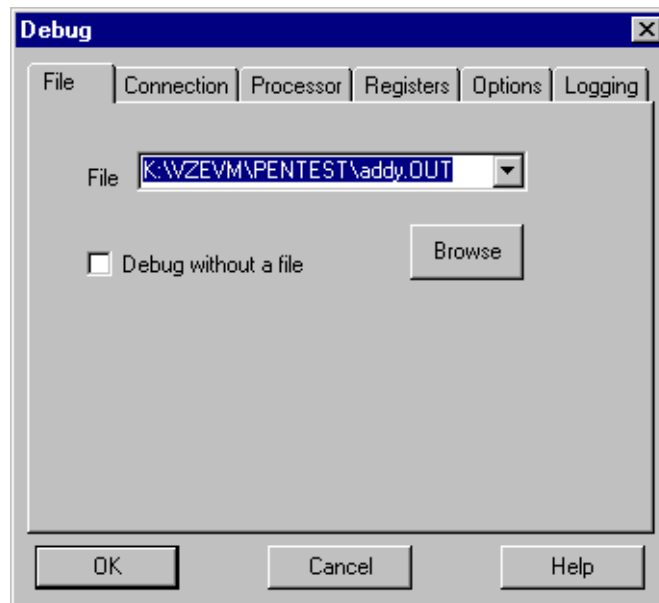 Debug
File Connection Processor Registers Options Logging
File K:\VZEVM\PENTEST\addy.OUT
Debug without a file Browse
OK Cancel Help